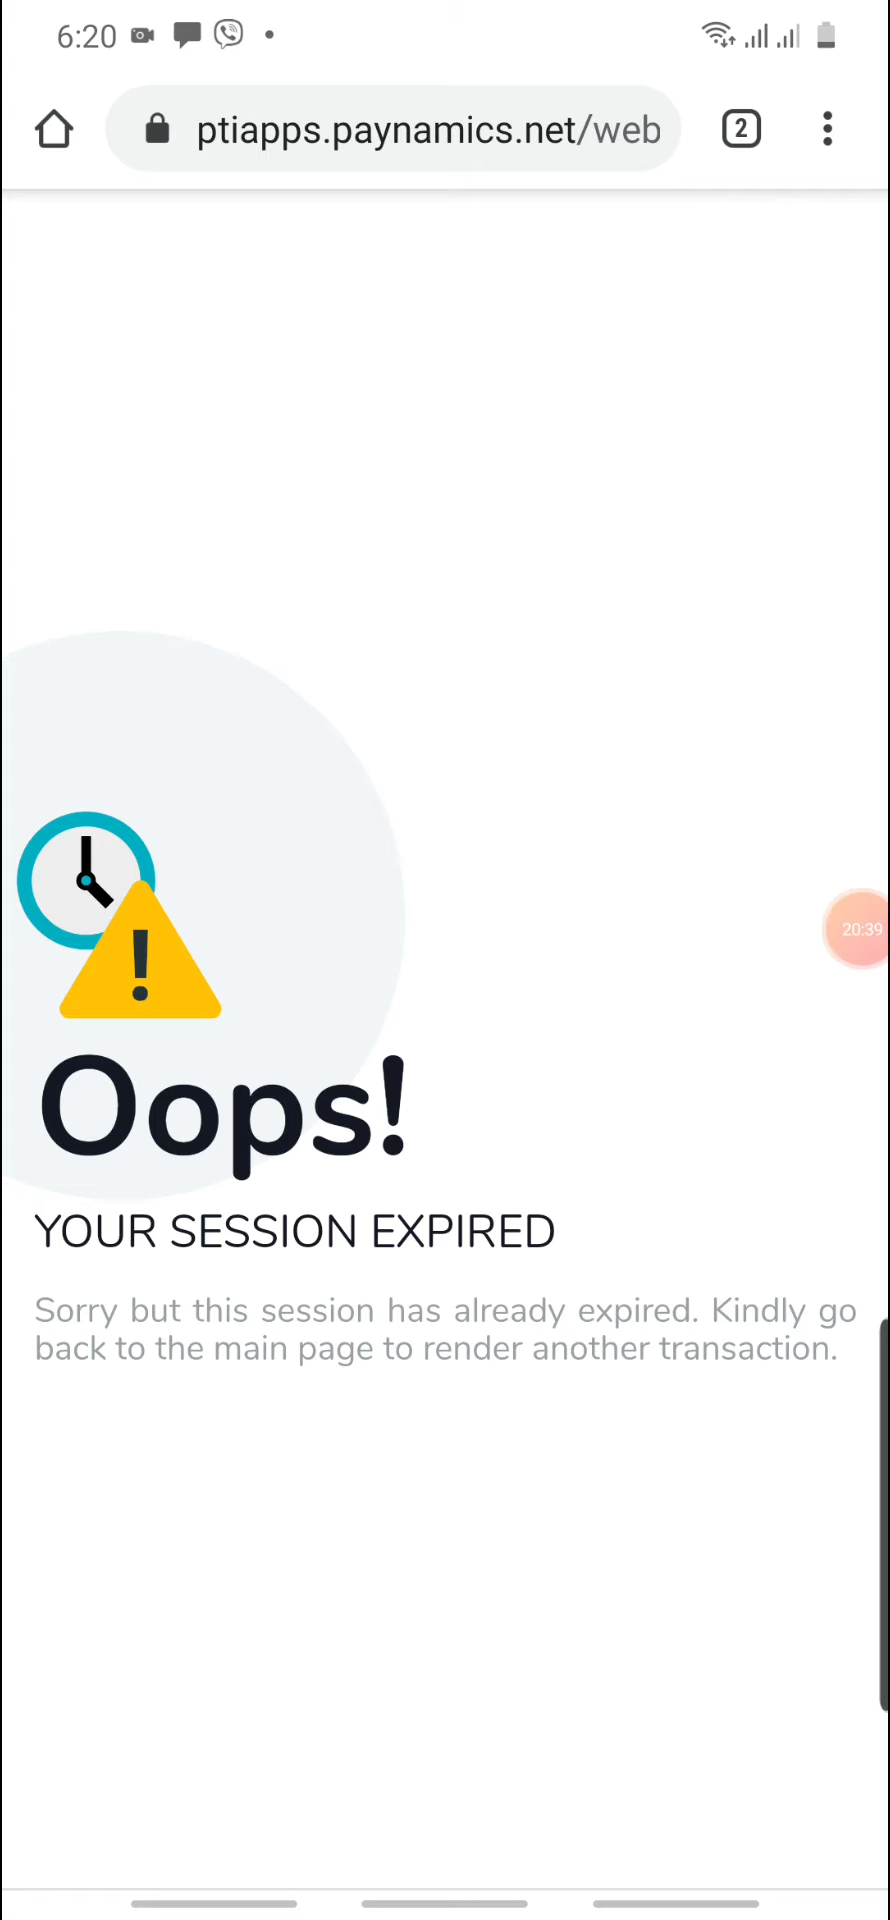 6:20
ptiapps.paynamics.net/web
2
20:39
!
Oops!
YOUR SESSION EXPIRED
Sorry but this session has already expired. Kindly go
back to the main page to render another transaction.